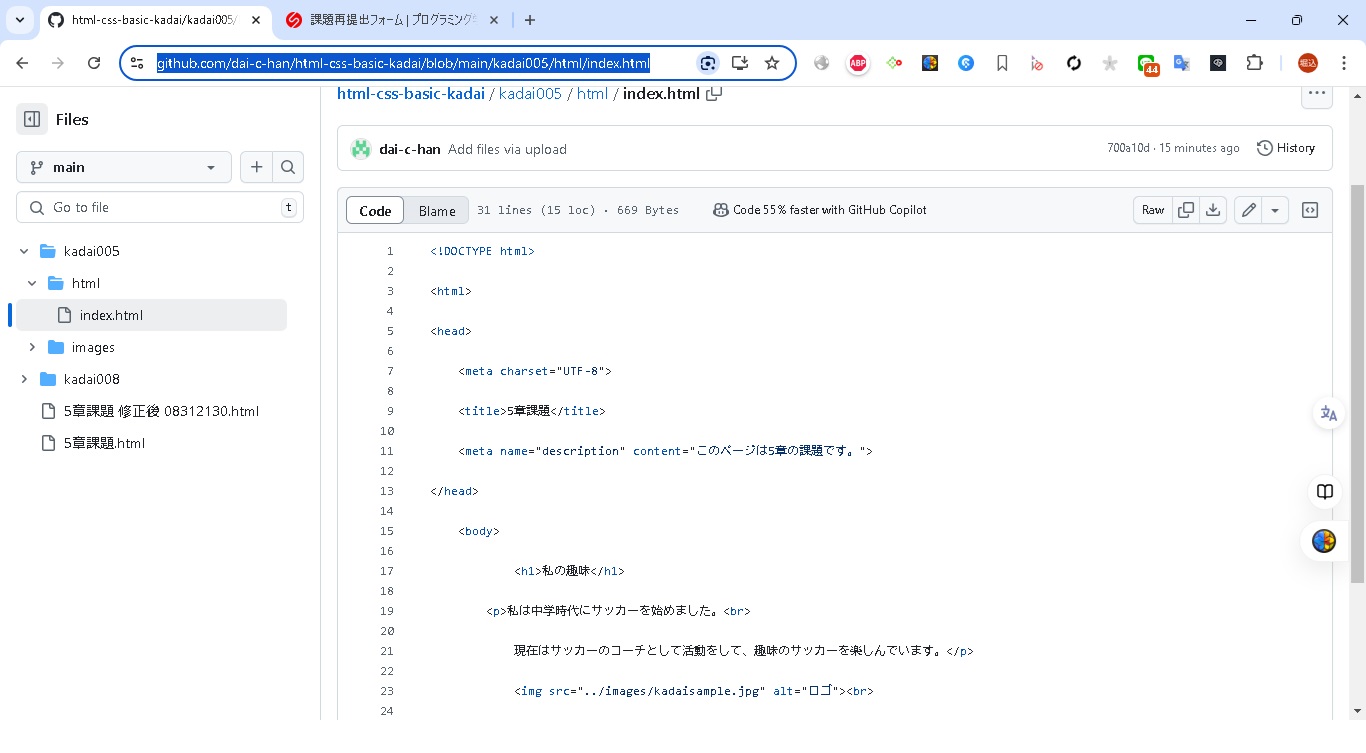 html-css-basic-kadai/kadai005/
課題再提出フォーム | プログラミング
github.com/dai-c-han/html-css-basic-kadai/blob/main/kadai005/html/index.html
ABP
44
堀込
html-css-basic-kadai / kadai005 / html / index.html
Files
main
Go to file
t
kadai005
html
index.html
images
kadai008
5章課題 修正後 08312130.html
5章課題.html
dai-c-han Add files via upload
700a10d · 15 minutes ago
History
Code
Blame
31 lines (15 loc) · 669 Bytes
Code 55% faster with GitHub Copilot
Raw
1 <!DOCTYPE html>
2
3 <html>
4
5 <head>
6
7 <meta charset="UTF-8">
8
9 <title>5章課題</title>
10
11 <meta name="description" content="このページは5章の課題です。">
12
13 </head>
14
15 <body>
16
17 <h1>私の趣味</h1>
18
19 <p>私は中学時代にサッカーを始めました。<br>
20
21 現在はサッカーのコーチとして活動をして、趣味のサッカーを楽しんでいます。</p>
22
23 <img src="../images/kadaisample.jpg" alt="ロゴ"><br>
24